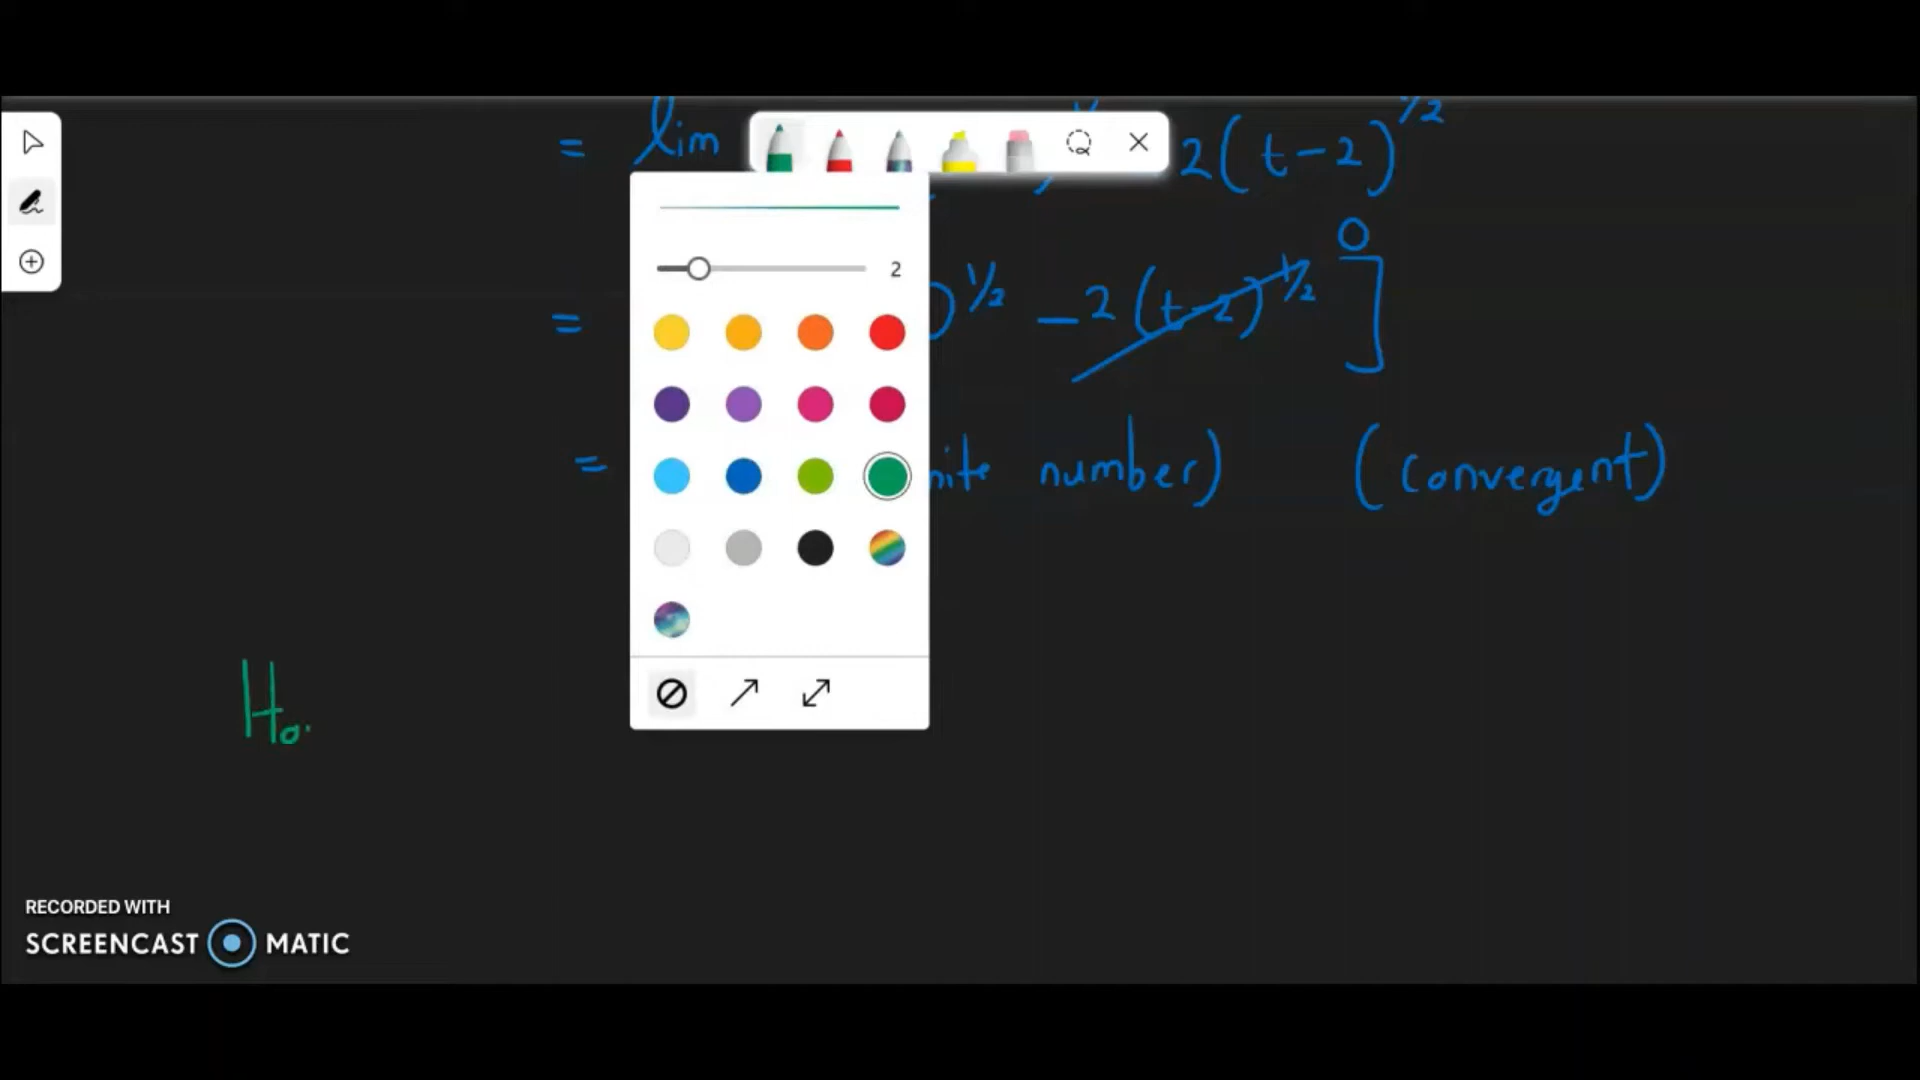 = lim 2(t-2)^1/2
= )^1/2 -2(t-2)^1/2 ] 0
= nite number) (convergent)
2
Ho.
RECORDED WITH
SCREENCAST MATIC